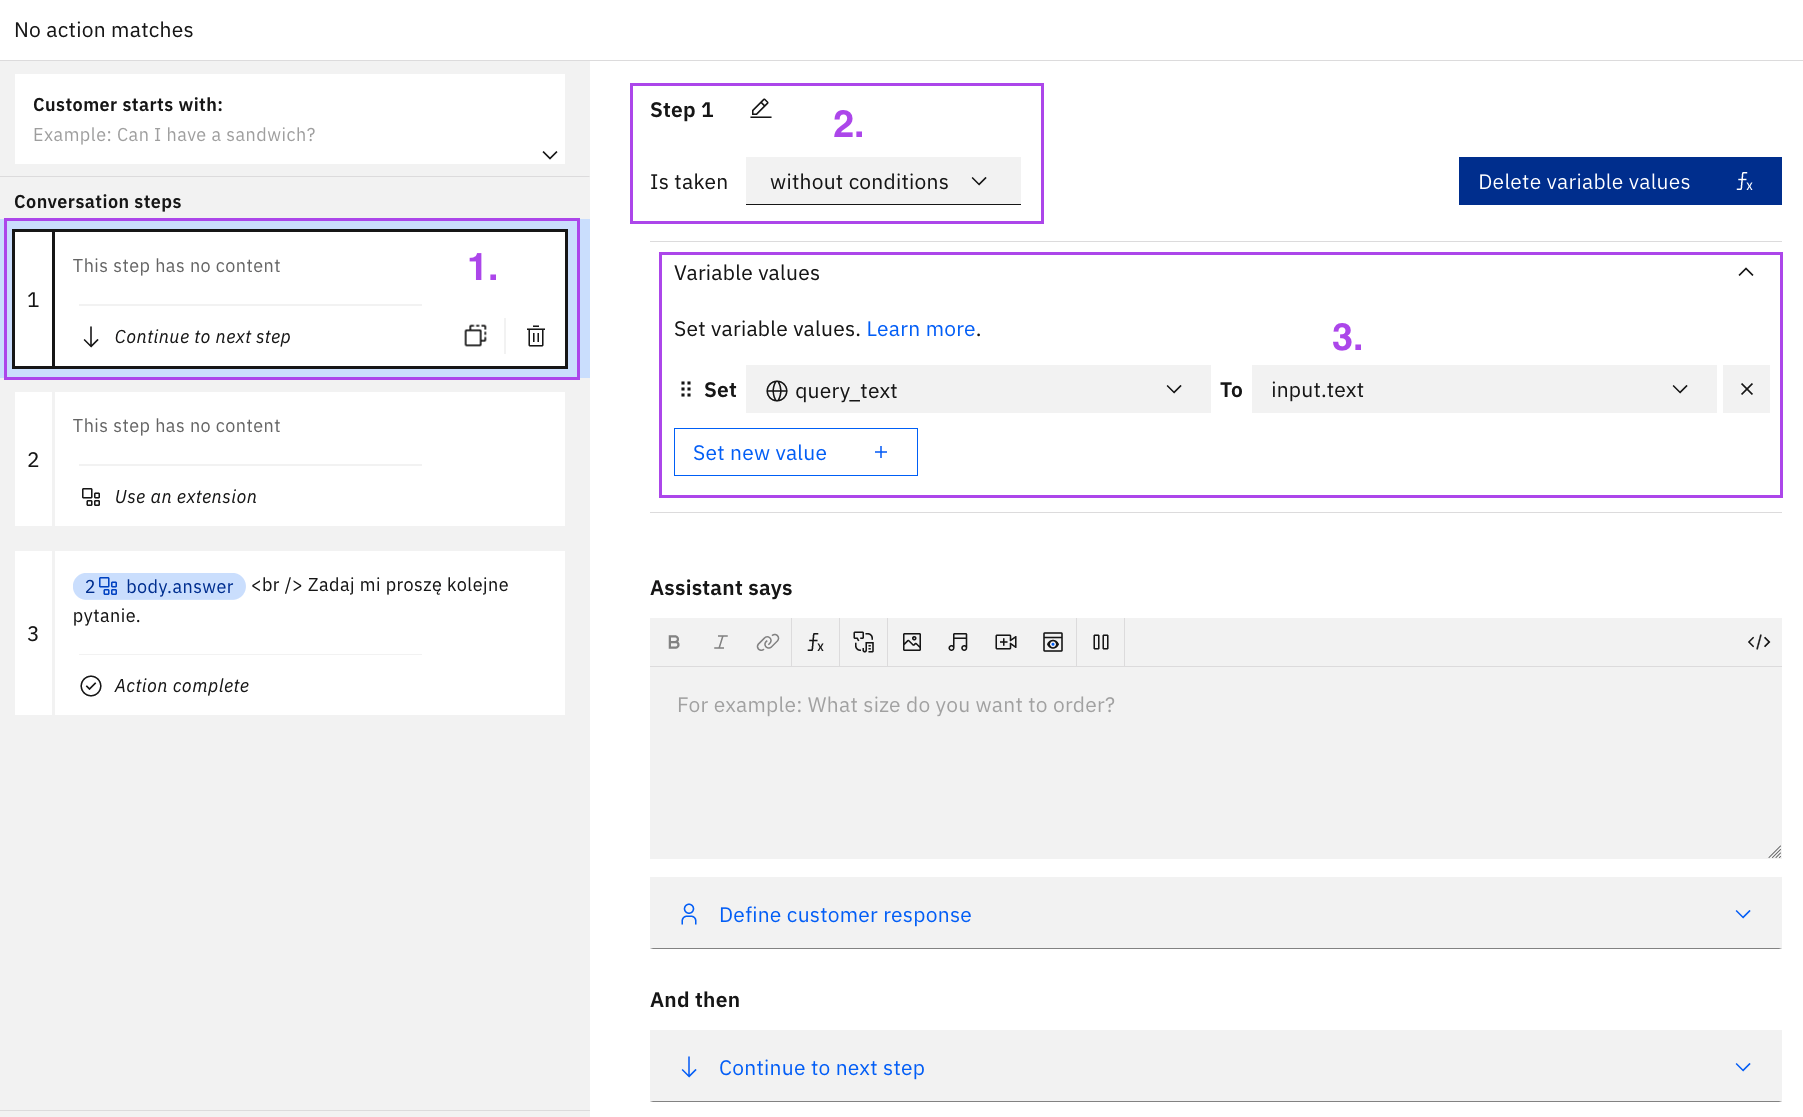 No action matches
Customer starts with:
Example: Can I have a sandwich?
Conversation steps
1
This step has no content
1.
Continue to next step
2
This step has no content
Use an extension
3
2 body.answer <br /> Zadaj mi proszę kolejne
pytanie.
Action complete
Step 1
2.
Is taken without conditions
Delete variable values fx
Variable values
Set variable values. Learn more.
3.
Set query_text To input.text
Set new value +
Assistant says
B I fx </>
For example: What size do you want to order?
Define customer response
And then
Continue to next step